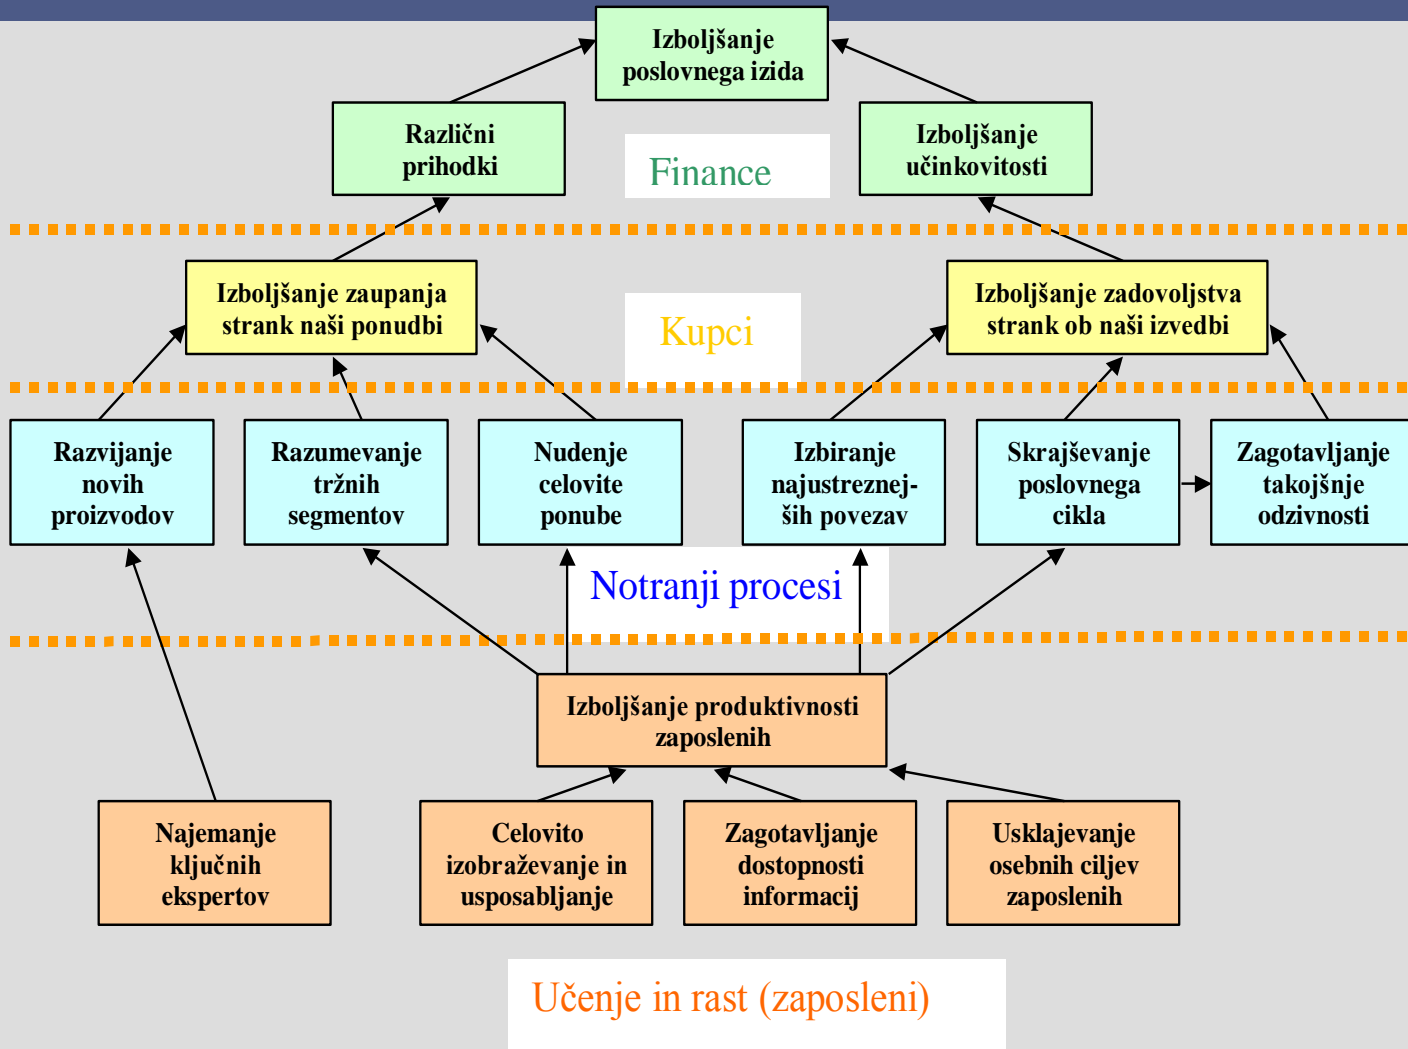 Izboljšanje
poslovnega izida
Različni
prihodki
Finance
Izboljšanje
učinkovitosti
Izboljšanje zaupanja
strank naši ponudbi
Kupci
Izboljšanje zadovoljstva
strank ob naši izvedbi
Razvijanje
novih
proizvodov
Razumevanje
tržnih
segmentov
Nudenje
celovite
ponube
Izbiranje
najustreznej-
ših povezav
Skrajševanje
poslovnega
cikla
Zagotavljanje
takojšnje
odzivnosti
Notranji procesi
Izboljšanje produktivnosti
zaposlenih
Najemanje
ključnih
ekspertov
Celovito
izobraževanje in
usposabljanje
Zagotavljanje
dostopnosti
informacij
Usklajevanje
osebnih ciljev
zaposlenih
Učenje in rast (zaposleni)